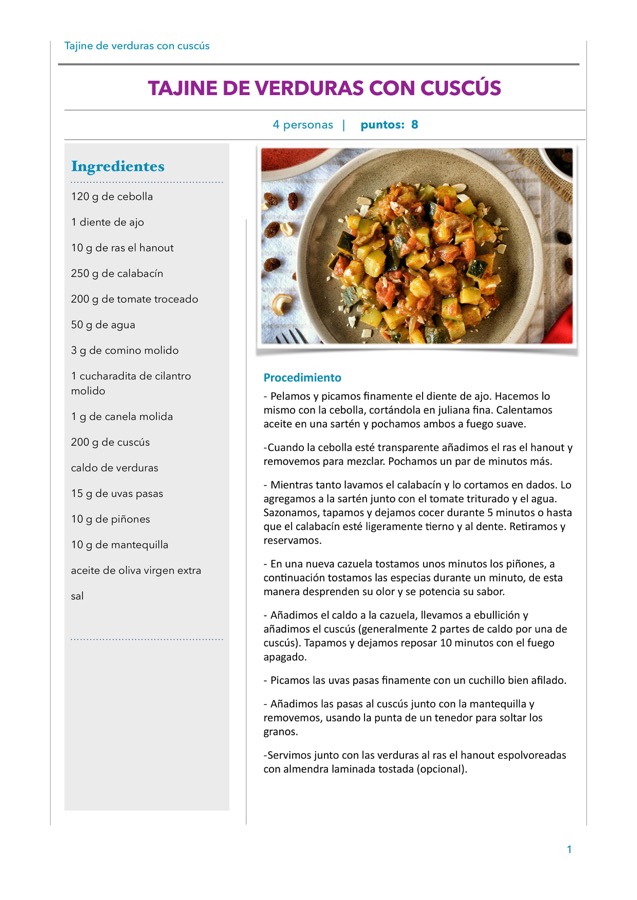 Tajine de verduras con cuscús
TAJINE DE VERDURAS CON CUSCÚS
4 personas | puntos: 8
Ingredientes
120 g de cebolla
1 diente de ajo
10 g de ras el hanout
250 g de calabacín
200 g de tomate troceado
50 g de agua
3 g de comino molido
1 cucharadita de cilantro
molido
1 g de canela molida
200 g de cuscús
caldo de verduras
15 g de uvas pasas
10 g de piñones
10 g de mantequilla
aceite de oliva virgen extra
sal
Procedimiento
- Pelamos y picamos finamente el diente de ajo. Hacemos lo
mismo con la cebolla, cortándola en juliana fina. Calentamos
aceite en una sartén y pochamos ambos a fuego suave.
-Cuando la cebolla esté transparente añadimos el ras el hanout y
removemos para mezclar. Pochamos un par de minutos más.
- Mientras tanto lavamos el calabacín y lo cortamos en dados. Lo
agregamos a la sartén junto con el tomate triturado y el agua.
Sazonamos, tapamos y dejamos cocer durante 5 minutos o hasta
que el calabacín esté ligeramente tierno y al dente. Retiramos y
reservamos.
- En una nueva cazuela tostamos unos minutos los piñones, a
continuación tostamos las especias durante un minuto, de esta
manera desprenden su olor y se potencia su sabor.
- Añadimos el caldo a la cazuela, llevamos a ebullición y
añadimos el cuscús (generalmente 2 partes de caldo por una de
cuscús). Tapamos y dejamos reposar 10 minutos con el fuego
apagado.
- Picamos las uvas pasas finamente con un cuchillo bien afilado.
- Añadimos las pasas al cuscús junto con la mantequilla y
removemos, usando la punta de un tenedor para soltar los
granos.
-Servimos junto con las verduras al ras el hanout espolvoreadas
con almendra laminada tostada (opcional).
1